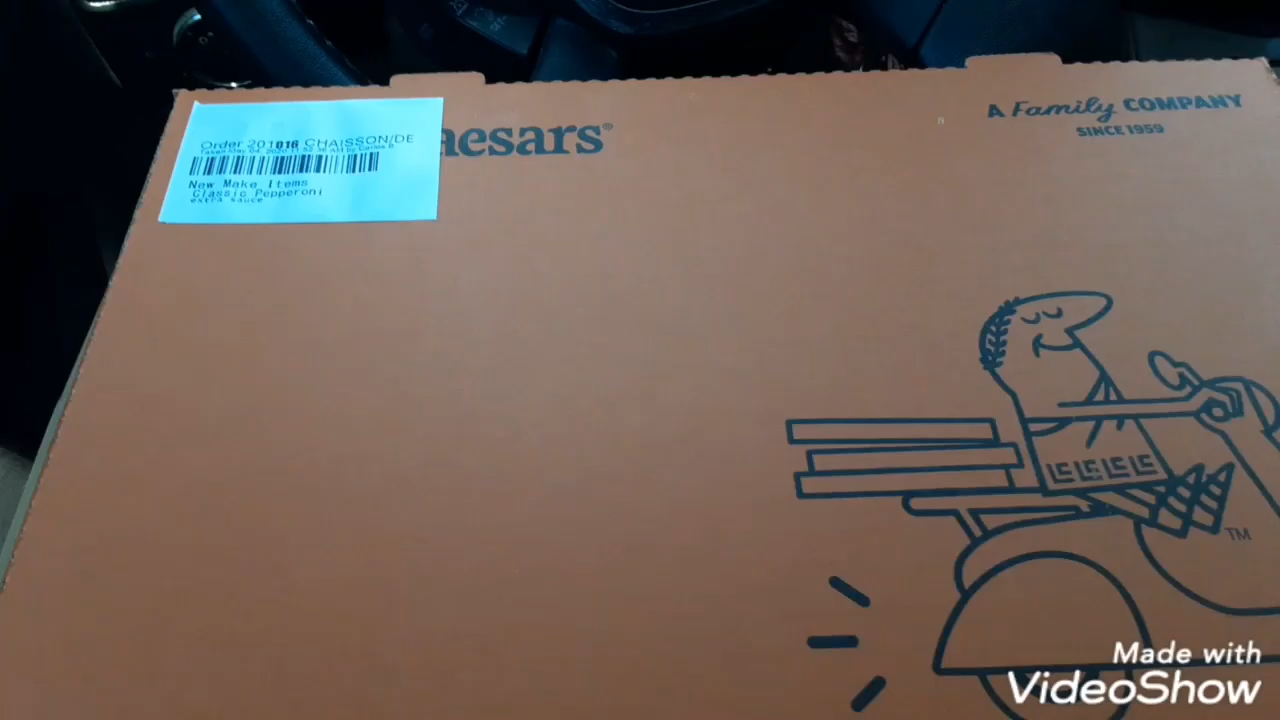 Order 201016 CHAISSON/DE
New Make Items
Classic Pepperoni
extra sauce
aesars®
A Family COMPANY
SINCE 1959
TM
Made with
VideoShow